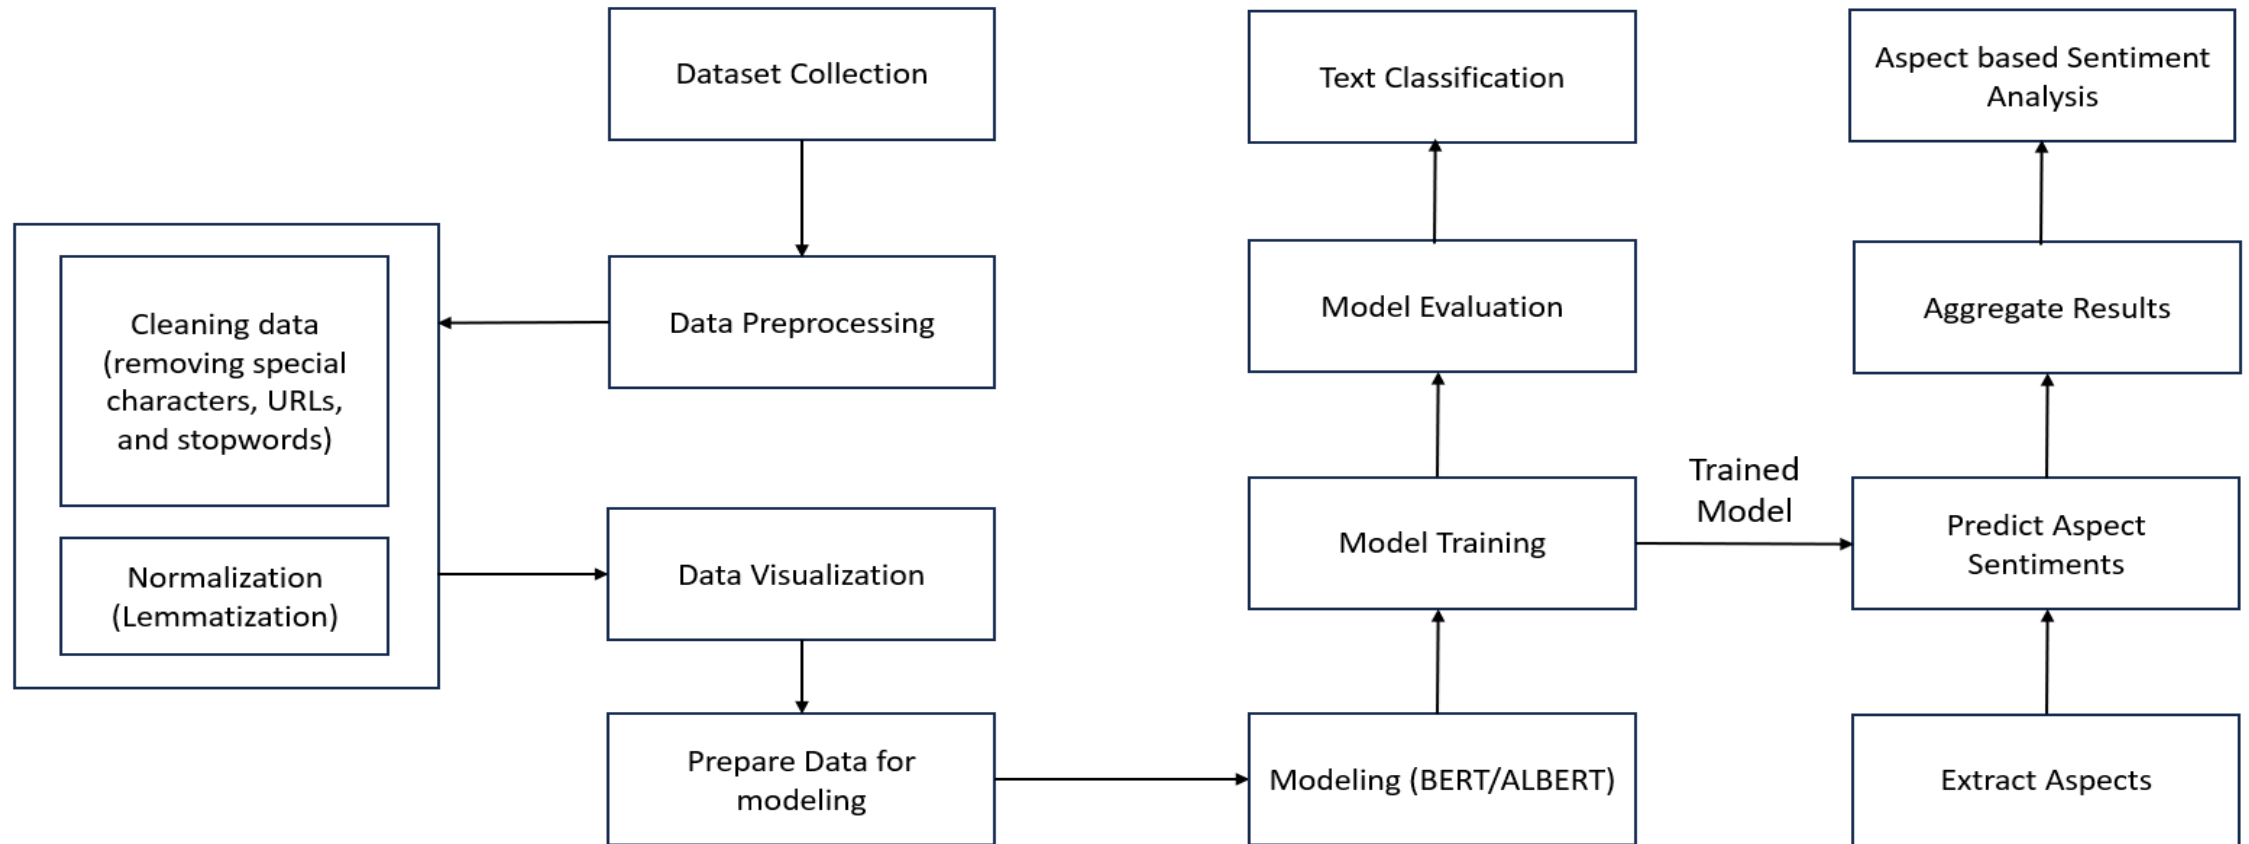 Dataset Collection
Data Preprocessing
Cleaning data
(removing special
characters, URLs,
and stopwords)
Normalization
(Lemmatization)
Data Visualization
Prepare Data for
modeling
Modeling (BERT/ALBERT)
Model Training
Model Evaluation
Text Classification
Trained
Model
Extract Aspects
Predict Aspect
Sentiments
Aggregate Results
Aspect based Sentiment
Analysis